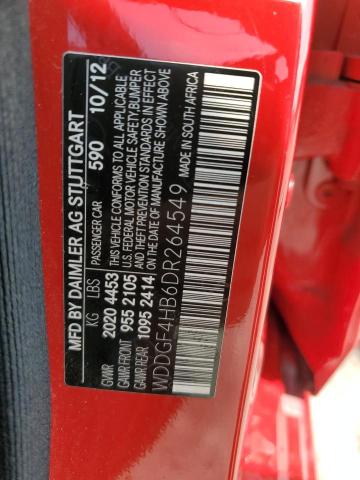 MFD BY DAIMLER AG STUTTGART
KG LBS PASSENGER CAR 590 10/12
GWWR 2020 4453 THIS VEHICLE CONFORMS TO ALL APPLICABLE
GAWR FRONT 955 2105 U.S. FEDERAL MOTOR VEHICLE SAFETY, BUMPER
GAWR REAR 1095 2414 AND THEFT PREVENTION STANDARDS IN EFFECT
ON THE DATE OF MANUFACTURE SHOWN ABOVE
WDDGF4HB6DR264549
MADE IN SOUTH AFRICA